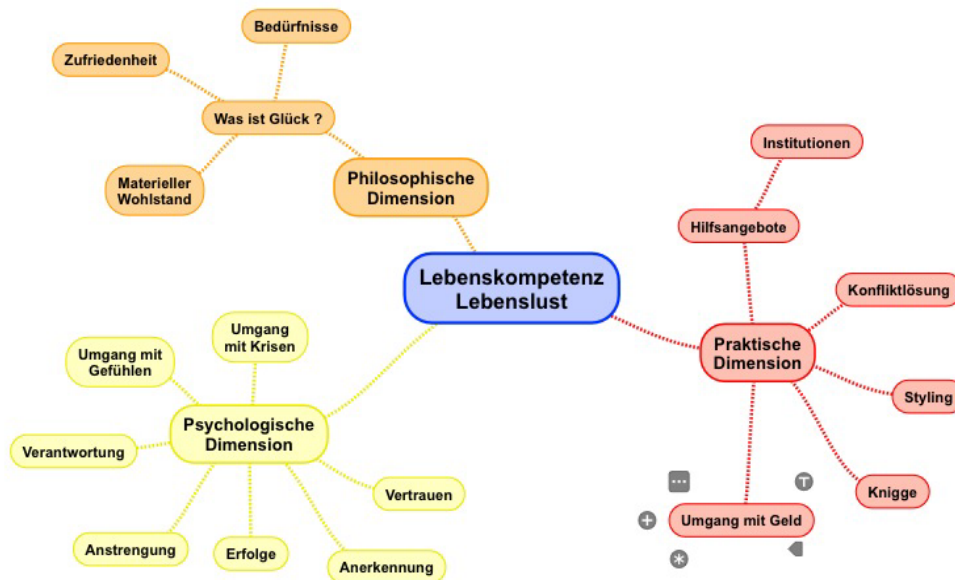 Bedürfnisse
Zufriedenheit
Was ist Glück ?
Materieller
Wohlstand
Philosophische
Dimension
Lebenskompetenz
Lebenslust
Institutionen
Hilfsangebote
Konfliktlösung
Praktische
Dimension
Styling
Knigge
Umgang mit Geld
Umgang
mit Krisen
Umgang mit
Gefühlen
Psychologische
Dimension
Verantwortung
Vertrauen
Anstrengung
Erfolge
Anerkennung
T